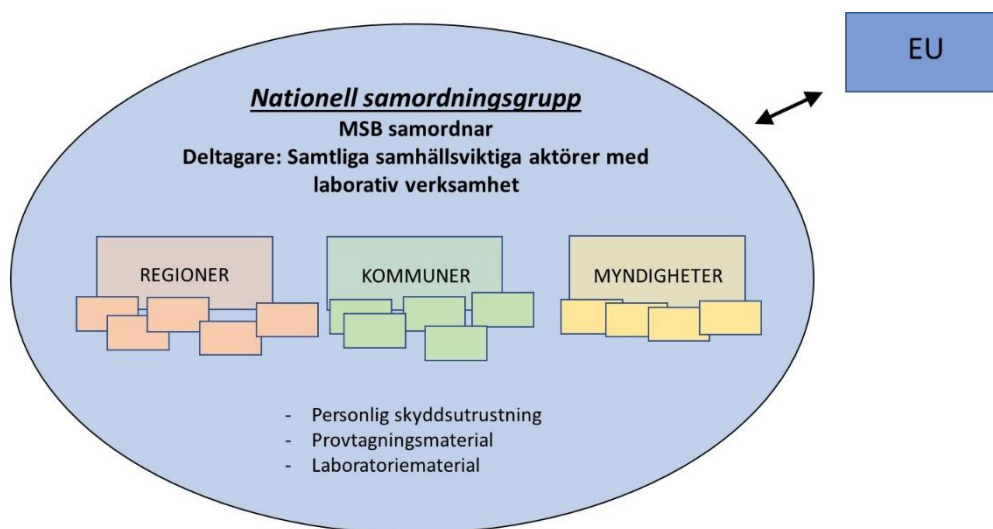 EU
Nationell samordningsgrupp
MSB samordnar
Deltagare: Samtliga samhällsviktiga aktörer med
laborativ verksamhet
REGIONER
KOMMUNER
MYNDIGHETER
- Personlig skyddsutrustning
- Provtagningsmaterial
- Laboratoriematerial